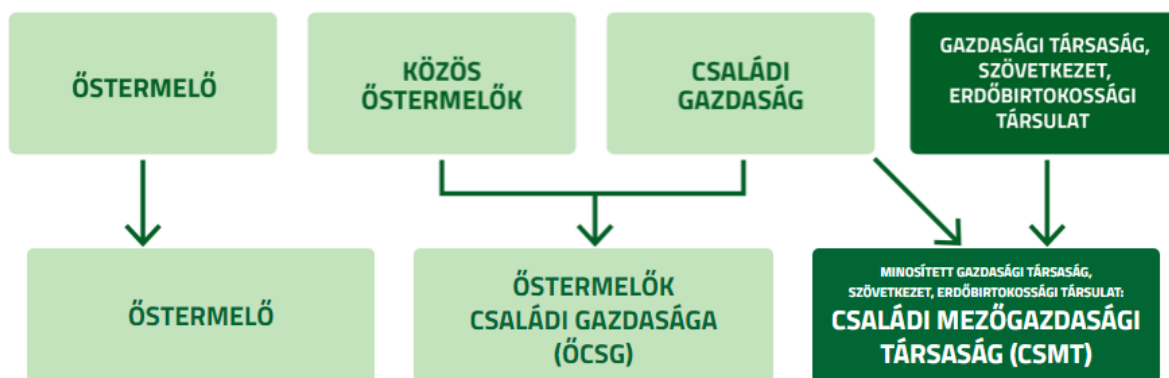 ŐSTERMELŐ
KÖZÖS
ŐSTERMELŐK
CSALÁDI
GAZDASÁG
GAZDASÁGI TÁRSASÁG,
SZÖVETKEZET,
ERDŐBIRTOKOSSÁGI
TÁRSULAT
ŐSTERMELŐ
ŐSTERMELŐK
CSALÁDI GAZDASÁGA
(ŐCSG)
MINOSÍTETT GAZDASÁGI TÁRSASÁG,
SZÖVETKEZET, ERDŐBIRTOKOSSÁGI TÁRSULAT:
CSALÁDI MEZŐGAZDASÁGI
TÁRSASÁG (CSMT)